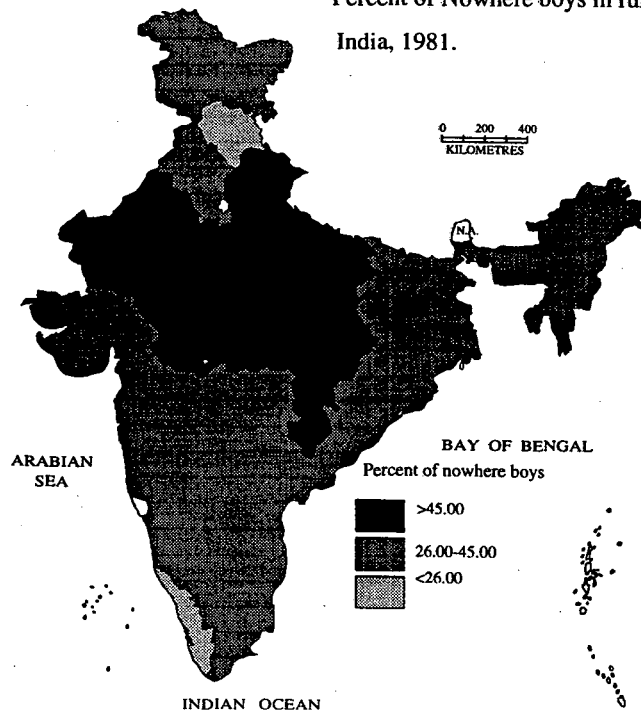 Percent of Nowhere boys in
India, 1981.
0 200 400
KILOMETRES
N.A.
BAY OF BENGAL
ARABIAN
SEA
Percent of nowhere boys
>45.00
26.00-45.00
<26.00
INDIAN OCEAN